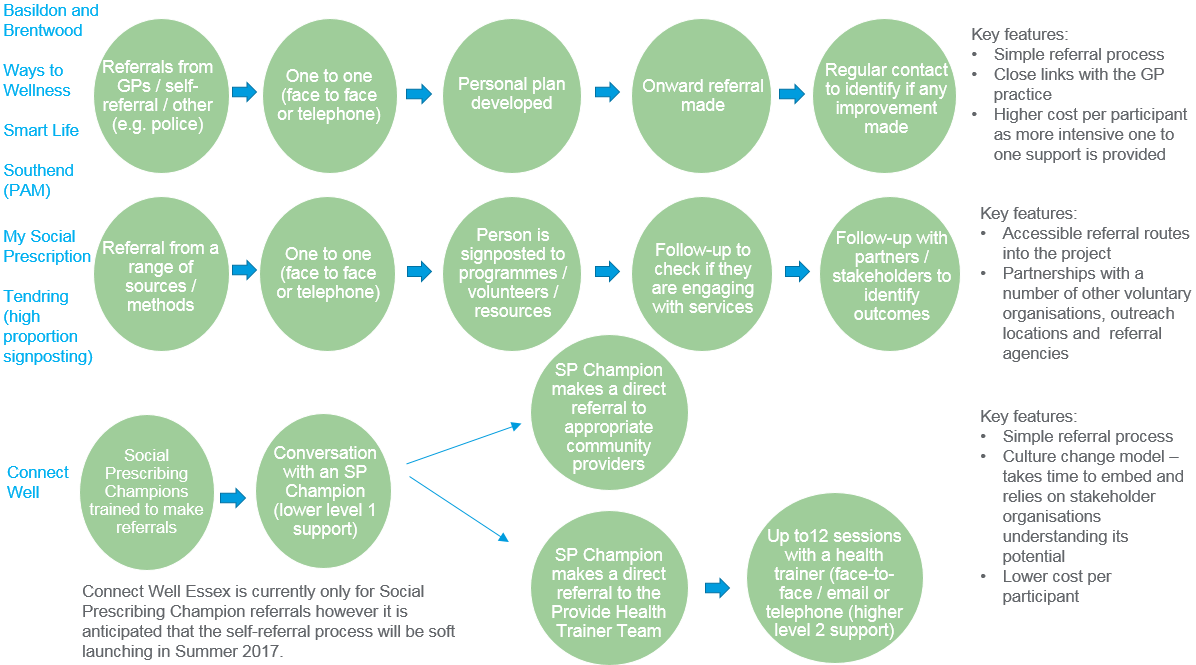 Basildon and
Brentwood
Ways to
Wellness
Smart Life
Southend
(PAM)
Referrals from
GPs / self-
referral / other
(e.g. police)
One to one
(face to face
or telephone)
Personal plan
developed
Onward referral
made
Regular contact
to identify if any
improvement
made
Key features:
• Simple referral process
• Close links with the GP
practice
• Higher cost per participant
as more intensive one to
one support is provided
My Social
Prescription
Tendring
(high
proportion
signposting)
Referral from a
range of
sources /
methods
One to one
(face to face
or telephone)
Person is
signposted to
programmes /
volunteers /
resources
Follow-up to
check if they
are engaging
with services
Follow-up with
partners /
stakeholders to
identify
outcomes
Key features:
• Accessible referral routes
into the project
• Partnerships with a
number of other voluntary
organisations, outreach
locations and referral
agencies
Connect
Well
Social
Prescribing
Champions
trained to make
referrals
Conversation
with an SP
Champion
(lower level 1
support)
SP Champion
makes a direct
referral to
appropriate
community
providers
SP Champion
makes a direct
referral to the
Provide Health
Trainer Team
Up to12 sessions
with a health
trainer (face-to-
face / email or
telephone (higher
level 2 support)
Key features:
• Simple referral process
• Culture change model –
takes time to embed and
relies on stakeholder
organisations
understanding its
potential
• Lower cost per
participant
Connect Well Essex is currently only for Social
Prescribing Champion referrals however it is
anticipated that the self-referral process will be soft
launching in Summer 2017.